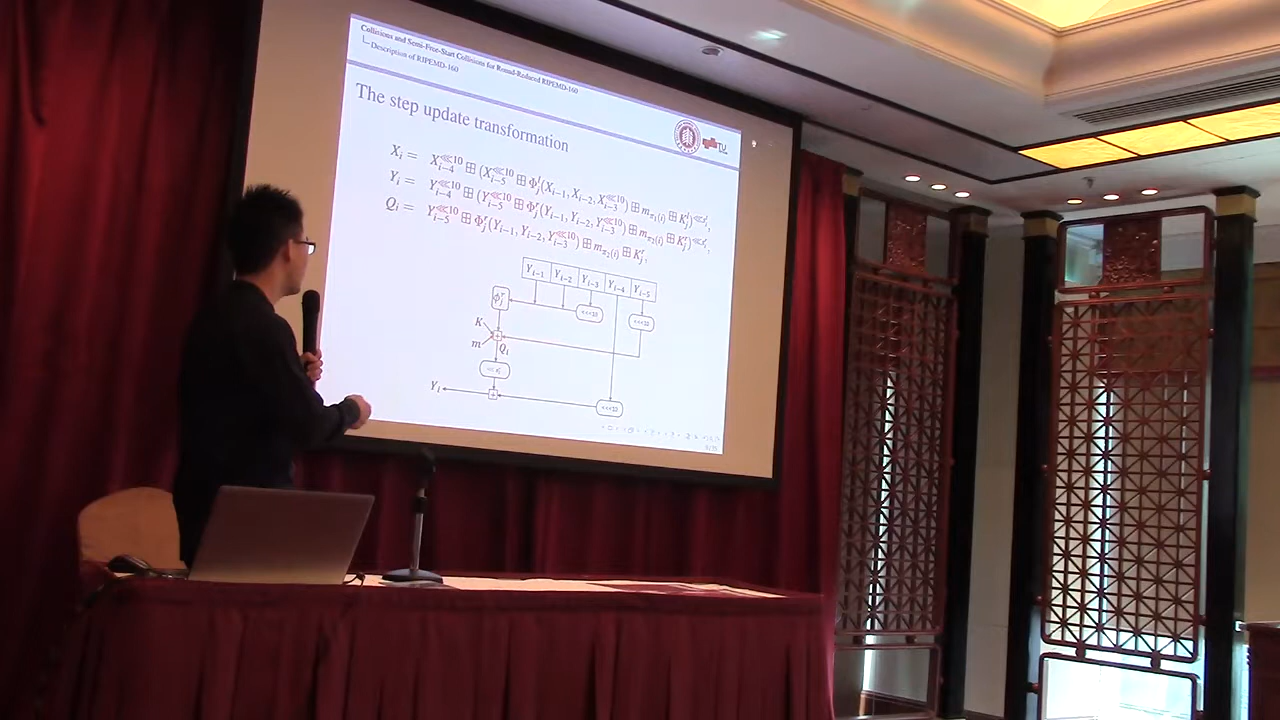 Collisions and Semi-Free-Start Collisions for Round-Reduced RIPEMD-160
Description of RIPEMD-160
The step update transformation
X_i = X_{i-4}^{⋘10} ⊞ (X_{i-5}^{⋘10} ⊞ Φ_j^l(X_{i-1}, X_{i-2}, X_{i-3}^{⋘10}) ⊞ m_{π_1(i)} ⊞ K_j^l)^{⋘s_i^l},
Y_i = Y_{i-4}^{⋘10} ⊞ (Y_{i-5}^{⋘10} ⊞ Φ_j^r(Y_{i-1}, Y_{i-2}, Y_{i-3}^{⋘10}) ⊞ m_{π_2(i)} ⊞ K_j^r)^{⋘s_i^r},
Q_i = Y_{i-5}^{⋘10} ⊞ Φ_j^r(Y_{i-1}, Y_{i-2}, Y_{i-3}^{⋘10}) ⊞ m_{π_2(i)} ⊞ K_j^r,
Y_{i-1} Y_{i-2} Y_{i-3} Y_{i-4} Y_{i-5}
Φ_j^r <<<10 <<<10
K
m
Q_i
Y_i <<<10